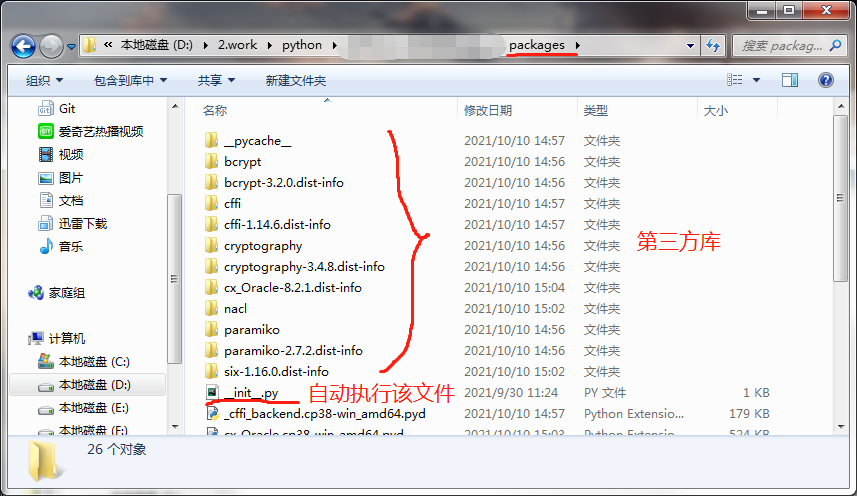 « 本地磁盘 (D:) ▸ 2.work ▸ python ▸ packages ▸
搜索 packag...
组织 包含到库中 共享 新建文件夹
名称 修改日期 类型 大小
Git
爱奇艺热播视频
视频
图片
文档
迅雷下载
音乐
家庭组
计算机
本地磁盘 (C:)
本地磁盘 (D:)
本地磁盘 (E:)
本地磁盘 (F:)
__pycache__ 2021/10/10 14:57 文件夹
bcrypt 2021/10/10 14:56 文件夹
bcrypt-3.2.0.dist-info 2021/10/10 14:56 文件夹
cffi 2021/10/10 14:57 文件夹
cffi-1.14.6.dist-info 2021/10/10 14:57 文件夹
cryptography 2021/10/10 14:56 文件夹
cryptography-3.4.8.dist-info 2021/10/10 14:56 文件夹
cx_Oracle-8.2.1.dist-info 2021/10/10 15:04 文件夹
nacl 2021/10/10 15:02 文件夹
paramiko 2021/10/10 14:56 文件夹
paramiko-2.7.2.dist-info 2021/10/10 14:56 文件夹
six-1.16.0.dist-info 2021/10/10 15:02 文件夹
第三方库
__init__.py 自动执行该文件 2021/9/30 11:24 PY 文件 1 KB
_cffi_backend.cp38-win_amd64.pyd 2021/10/10 14:57 Python Extensio... 179 KB
cx_Oracle.cp38-win_amd64.pyd 2021/10/10 15:03 Python Extensio... 524 KB
26 个对象